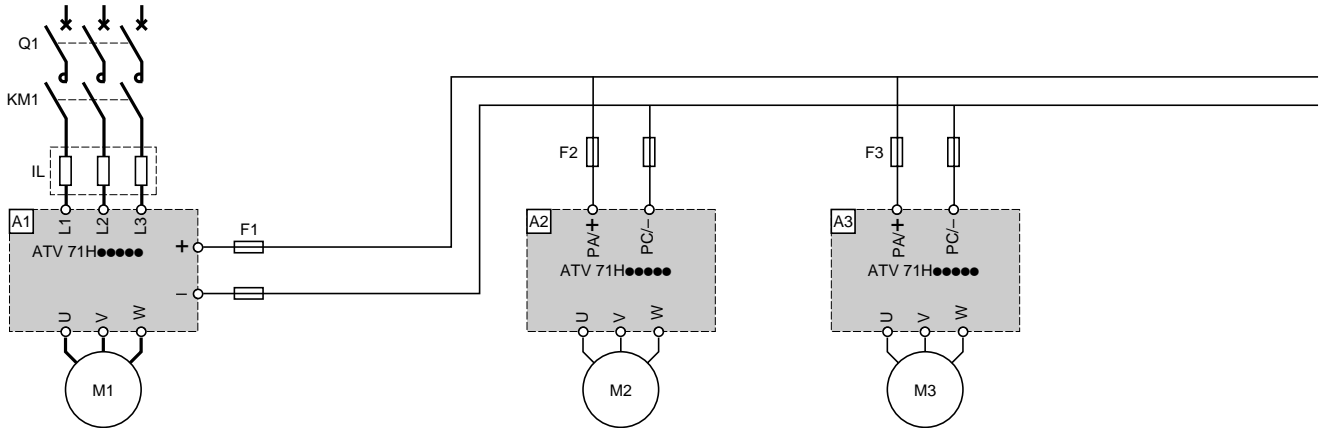 Q1
KM1
IL
A1
L1 L2 L3
+
F1
ATV 71H●●●●●
–
U V W
M1
F2
A2
PA/+ PC/–
ATV 71H●●●●●
U V W
M2
F3
A3
PA/+ PC/–
ATV 71H●●●●●
U V W
M3